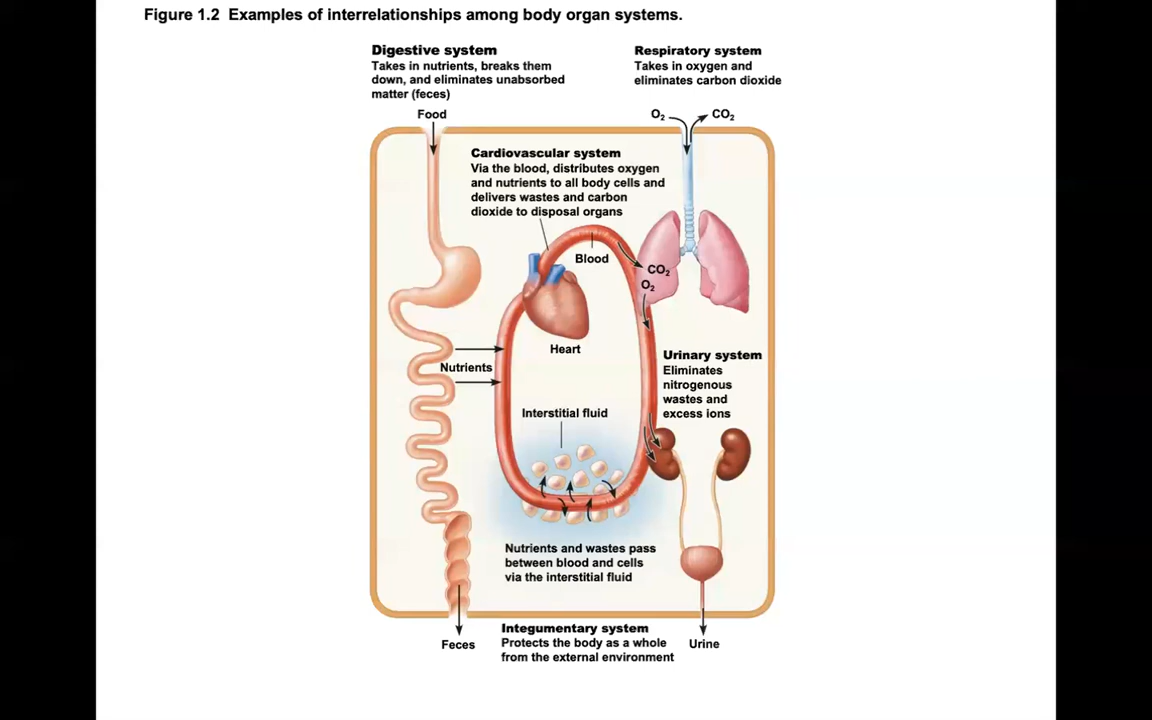 Figure 1.2 Examples of interrelationships among body organ systems.
Digestive system
Takes in nutrients, breaks them
down, and eliminates unabsorbed
matter (feces)
Respiratory system
Takes in oxygen and
eliminates carbon dioxide
Food
O₂
CO₂
Cardiovascular system
Via the blood, distributes oxygen
and nutrients to all body cells and
delivers wastes and carbon
dioxide to disposal organs
Blood
CO₂
O₂
Heart
Nutrients
Urinary system
Eliminates
nitrogenous
wastes and
excess ions
Interstitial fluid
Nutrients and wastes pass
between blood and cells
via the interstitial fluid
Feces
Integumentary system
Protects the body as a whole
from the external environment
Urine